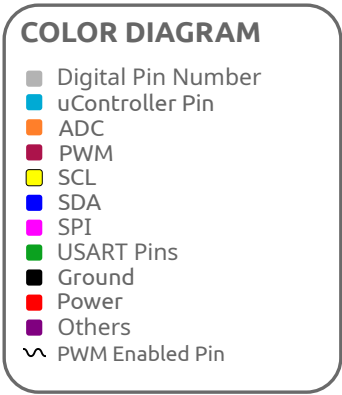 COLOR DIAGRAM
Digital Pin Number
uController Pin
ADC
PWM
SCL
SDA
SPI
USART Pins
Ground
Power
Others
PWM Enabled Pin